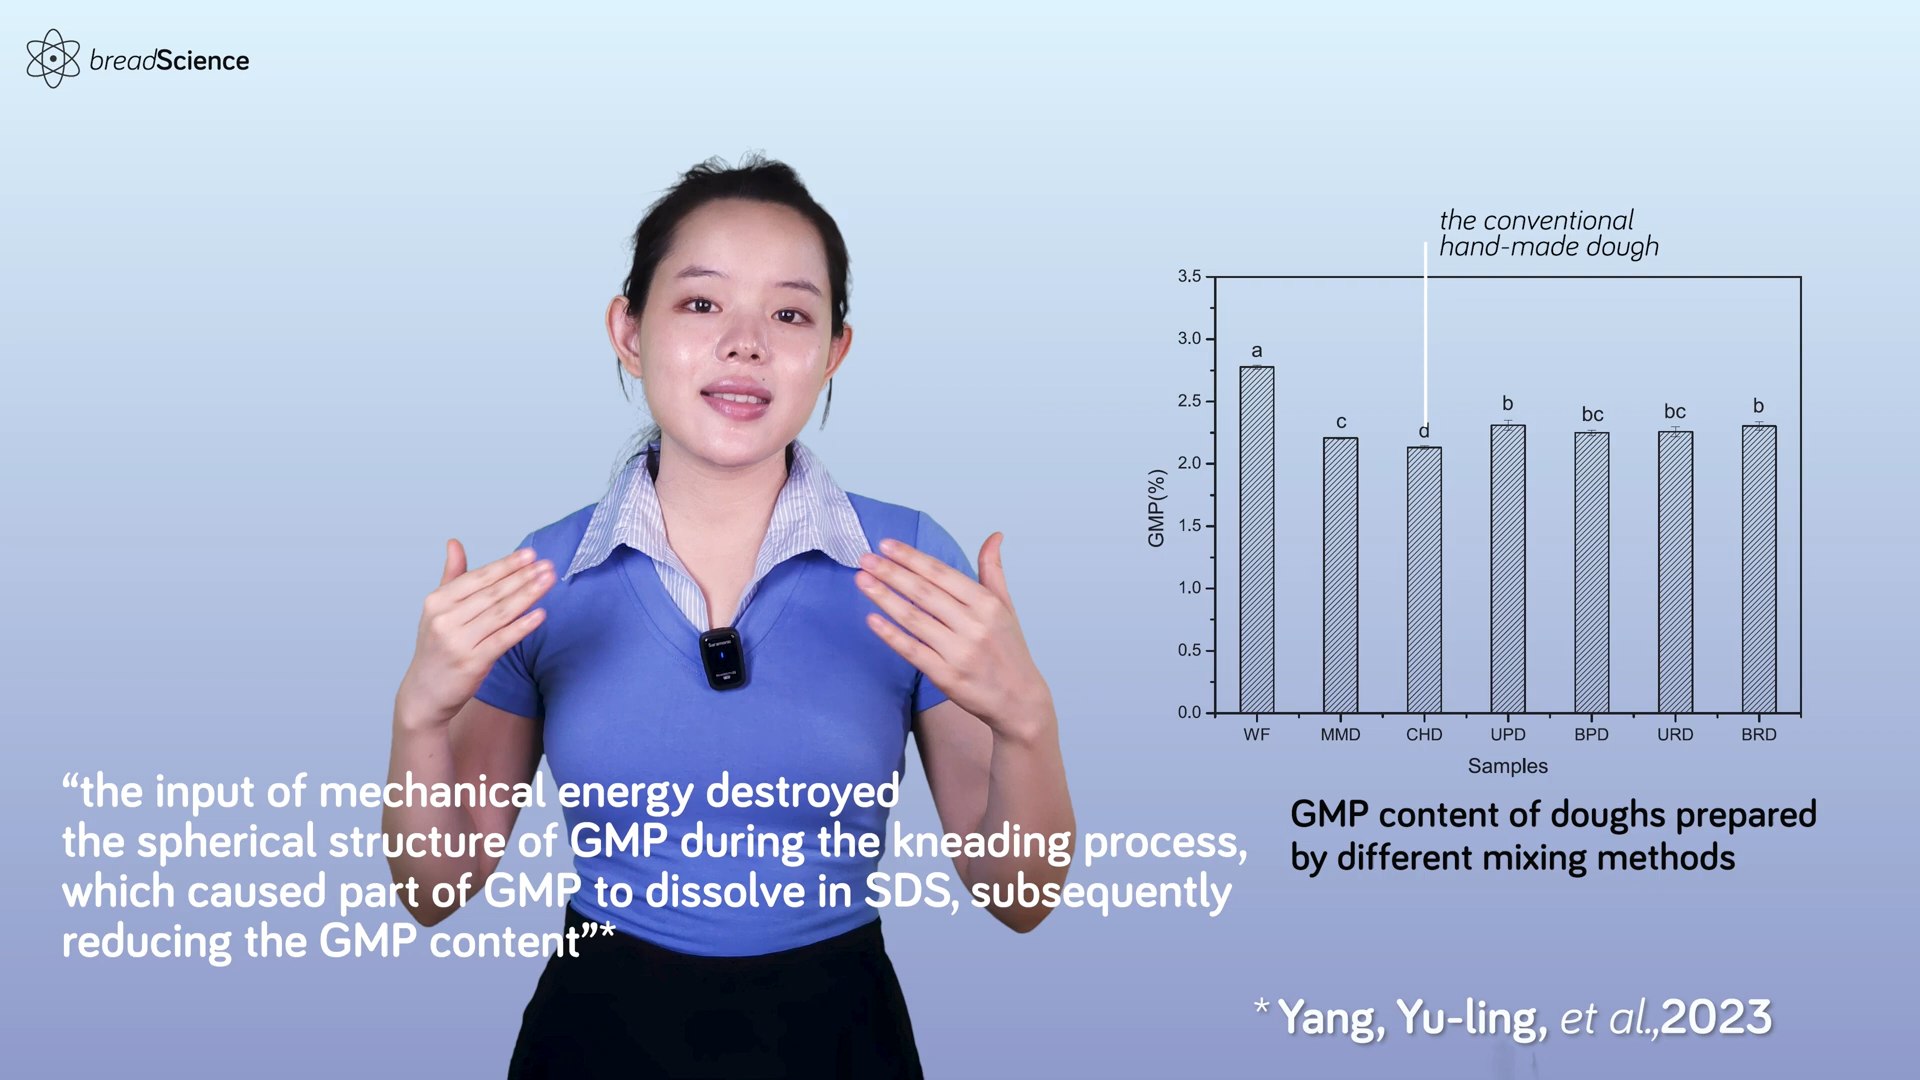 breadScience
the conventional
hand-made dough
3.5
3.0
2.5
2.0
1.5
1.0
0.5
0.0
GMP(%)
a
c
d
b
bc
bc
b
WF MMD CHD UPD BPD URD BRD
Samples
GMP content of doughs prepared
by different mixing methods
“the input of mechanical energy destroyed
the spherical structure of GMP during the kneading process,
which caused part of GMP to dissolve in SDS, subsequently
reducing the GMP content”*
* Yang, Yu-ling, et al.,2023